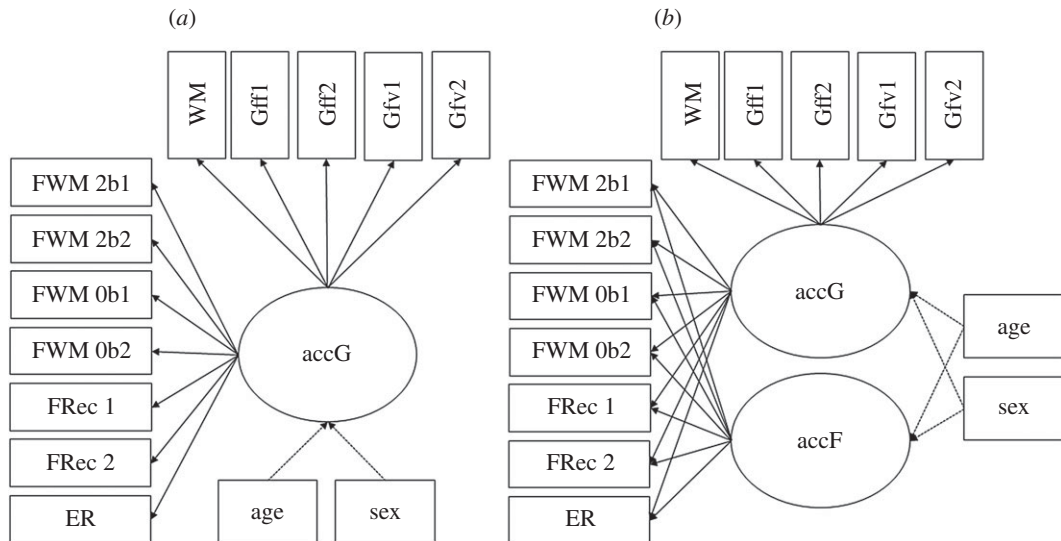 (a)
WM
Gff1
Gff2
Gfv1
Gfv2
FWM 2b1
FWM 2b2
FWM 0b1
FWM 0b2
FRec 1
FRec 2
ER
accG
age
sex
(b)
WM
Gff1
Gff2
Gfv1
Gfv2
FWM 2b1
FWM 2b2
FWM 0b1
FWM 0b2
FRec 1
FRec 2
ER
accG
accF
age
sex